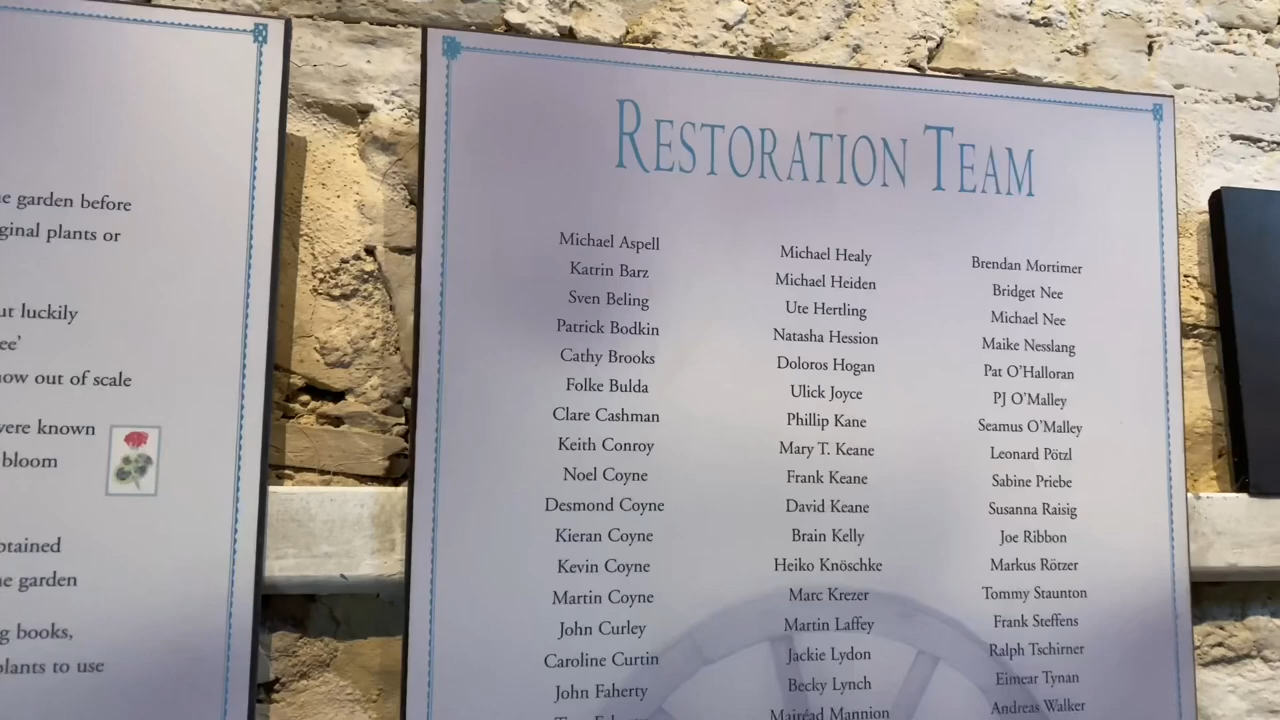 e garden before
ginal plants or
ut luckily
ee'
ow out of scale
were known
bloom
otained
e garden
g books,
plants to use
RESTORATION TEAM
Michael Aspell
Katrin Barz
Sven Beling
Patrick Bodkin
Cathy Brooks
Folke Bulda
Clare Cashman
Keith Conroy
Noel Coyne
Desmond Coyne
Kieran Coyne
Kevin Coyne
Martin Coyne
John Curley
Caroline Curtin
John Faherty
Michael Healy
Michael Heiden
Ute Hertling
Natasha Hession
Doloros Hogan
Ulick Joyce
Phillip Kane
Mary T. Keane
Frank Keane
David Keane
Brain Kelly
Heiko Knöschke
Marc Krezer
Martin Laffey
Jackie Lydon
Becky Lynch
Mairéad Mannion
Brendan Mortimer
Bridget Nee
Michael Nee
Maike Nesslang
Pat O'Halloran
PJ O'Malley
Seamus O'Malley
Leonard Pötzl
Sabine Priebe
Susanna Raisig
Joe Ribbon
Markus Rötzer
Tommy Staunton
Frank Steffens
Ralph Tschirner
Eimear Tynan
Andreas Walker